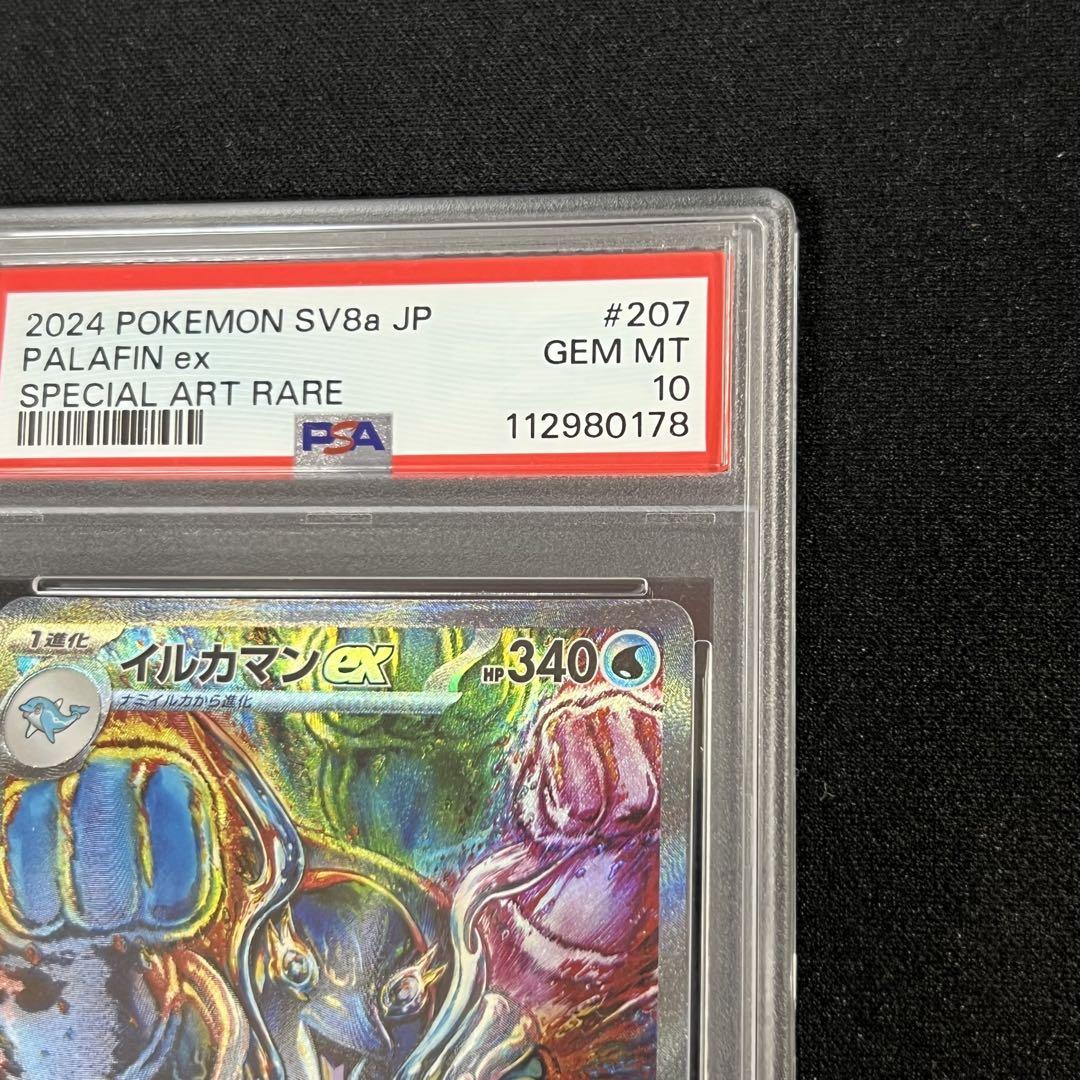 2024 POKEMON SV8a JP #207
PALAFIN ex GEM MT
SPECIAL ART RARE 10
PSA 112980178
1進化 イルカマンex HP340
ナミイルカから進化